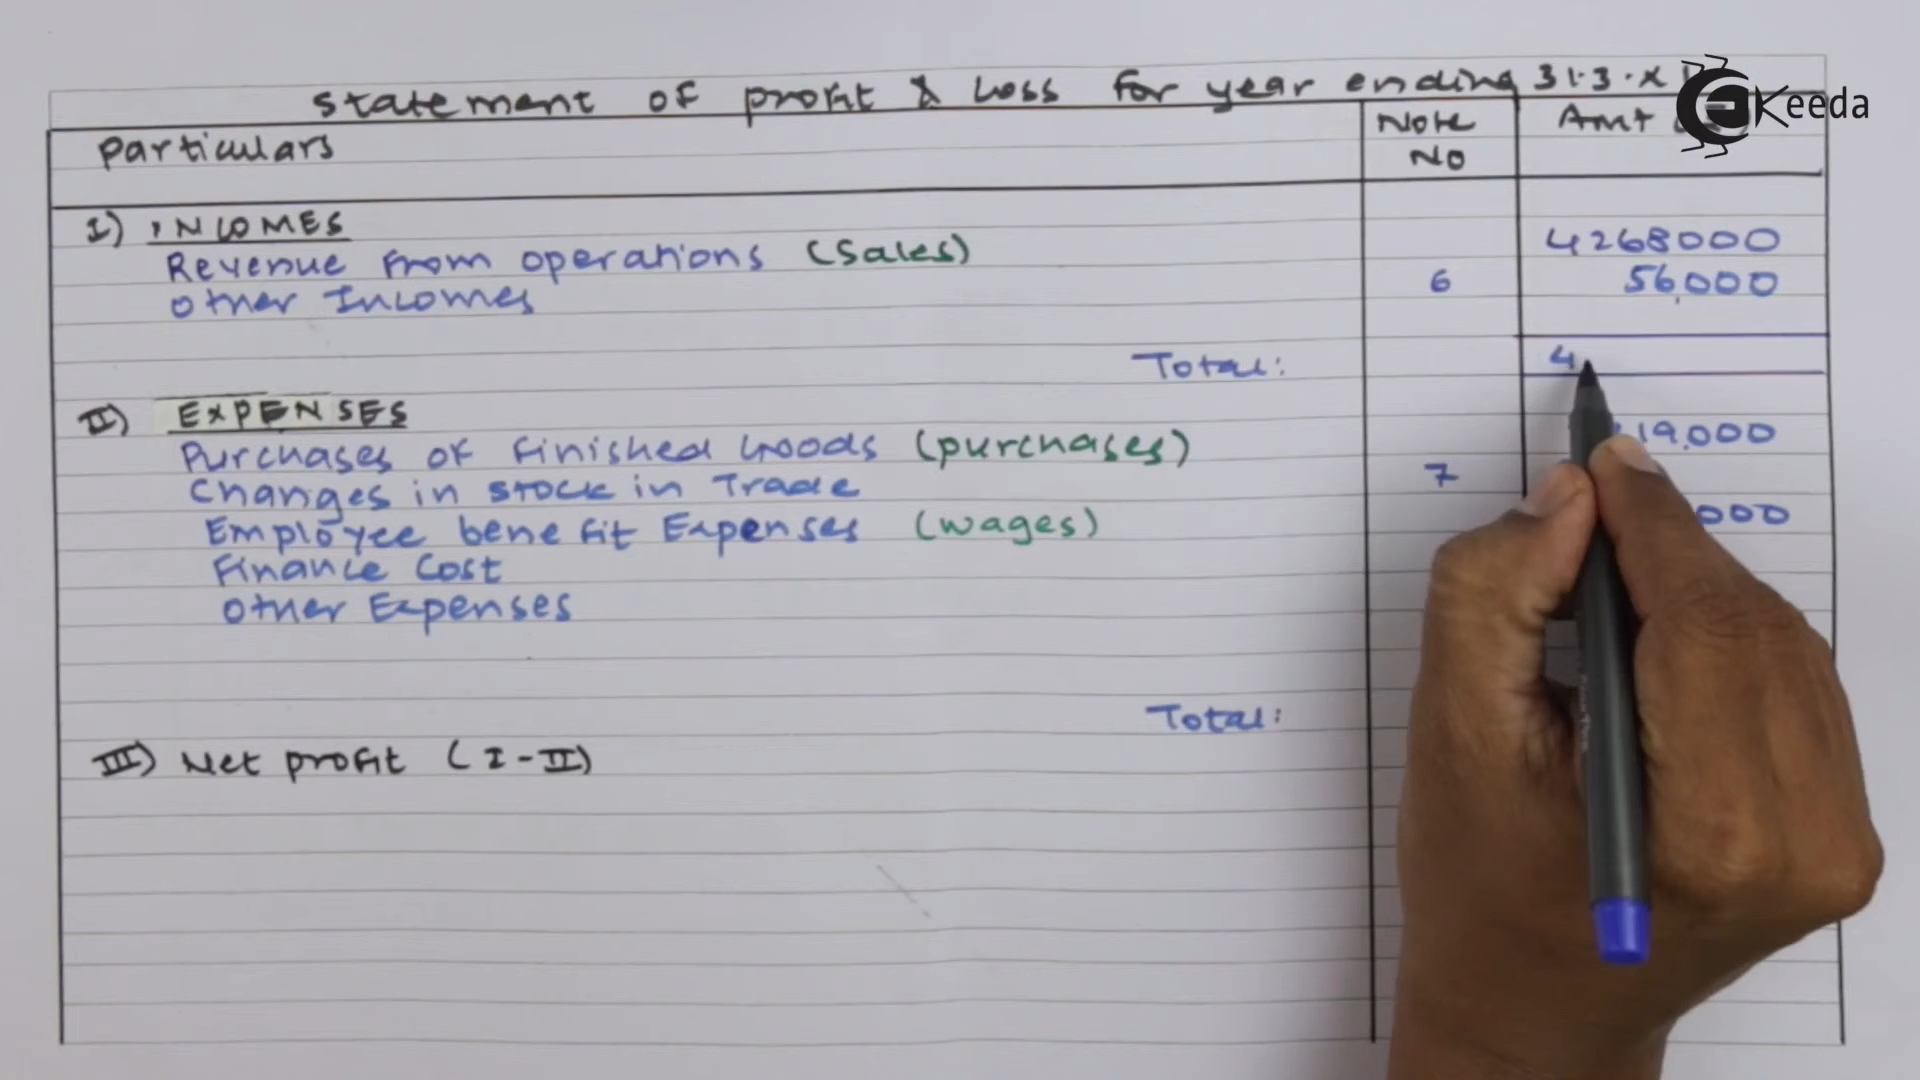 Statement of profit & Loss for year ending 31.3.X1
Particulars
Note No
Amt
Keeda
I) INCOMES
Revenue from operations (Sales)
4268000
Other Incomes
6
56,000
Total:
4
II) EXPENSES
Purchases of Finished Goods (purchases)
19,000
Changes in stock in Trade
7
Employee benefit Expenses (wages)
000
Finance Cost
Other Expenses
Total:
III) Net profit (I-II)